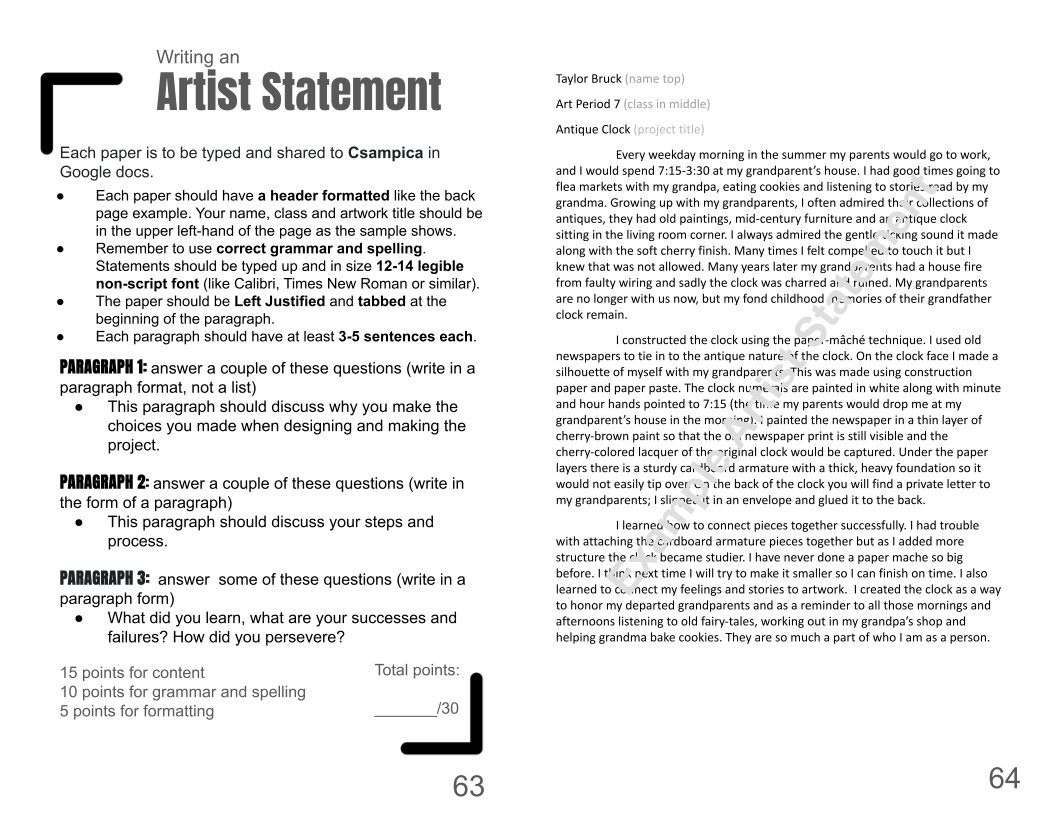 Writing an
Artist Statement
Each paper is to be typed and shared to Csampica in
Google docs.
● Each paper should have a header formatted like the back
page example. Your name, class and artwork title should be
in the upper left-hand of the page as the sample shows.
● Remember to use correct grammar and spelling.
Statements should be typed up and in size 12-14 legible
non-script font (like Calibri, Times New Roman or similar).
● The paper should be Left Justified and tabbed at the
beginning of the paragraph.
● Each paragraph should have at least 3-5 sentences each.
PARAGRAPH 1: answer a couple of these questions (write in a
paragraph format, not a list)
● This paragraph should discuss why you make the
choices you made when designing and making the
project.
PARAGRAPH 2: answer a couple of these questions (write in
the form of a paragraph)
● This paragraph should discuss your steps and
process.
PARAGRAPH 3: answer some of these questions (write in a
paragraph form)
● What did you learn, what are your successes and
failures? How did you persevere?
15 points for content
10 points for grammar and spelling
5 points for formatting
Total points:
_______/30
63
Taylor Bruck (name top)
Art Period 7 (class in middle)
Antique Clock (project title)
Every weekday morning in the summer my parents would go to work,
and I would spend 7:15-3:30 at my grandparent's house. I had good times going to
flea markets with my grandpa, eating cookies and listening to stories read by my
grandma. Growing up with my grandparents, I often admired their collections of
antiques, they had old paintings, mid-century furniture and an antique clock
sitting in the living room corner. I always admired the gentle ticking sound it made
along with the soft cherry finish. Many times I felt compelled to touch it but I
knew that was not allowed. Many years later my grandparents had a house fire
from faulty wiring and sadly the clock was charred and ruined. My grandparents
are no longer with us now, but my fond childhood memories of their grandfather
clock remain.
I constructed the clock using the paper-mâché technique. I used old
newspapers to tie in to the antique nature of the clock. On the clock face I made a
silhouette of myself with my grandparents. This was made using construction
paper and paper paste. The clock numerals are painted in white along with minute
and hour hands pointed to 7:15 (the time my parents would drop me at my
grandparent's house in the morning). I painted the newspaper in a thin layer of
cherry-brown paint so that the old newspaper print is still visible and the
cherry-colored lacquer of the original clock would be captured. Under the paper
layers there is a sturdy cardboard armature with a thick, heavy foundation so it
would not easily tip over. On the back of the clock you will find a private letter to
my grandparents; I slipped it in an envelope and glued it to the back.
I learned how to connect pieces together successfully. I had trouble
with attaching the cardboard armature pieces together but as I added more
structure the clock became studier. I have never done a paper mache so big
before. I think next time I will try to make it smaller so I can finish on time. I also
learned to connect my feelings and stories to artwork. I created the clock as a way
to honor my departed grandparents and as a reminder to all those mornings and
afternoons listening to old fairy-tales, working out in my grandpa's shop and
helping grandma bake cookies. They are so much a part of who I am as a person.
Example Artist Statement
64